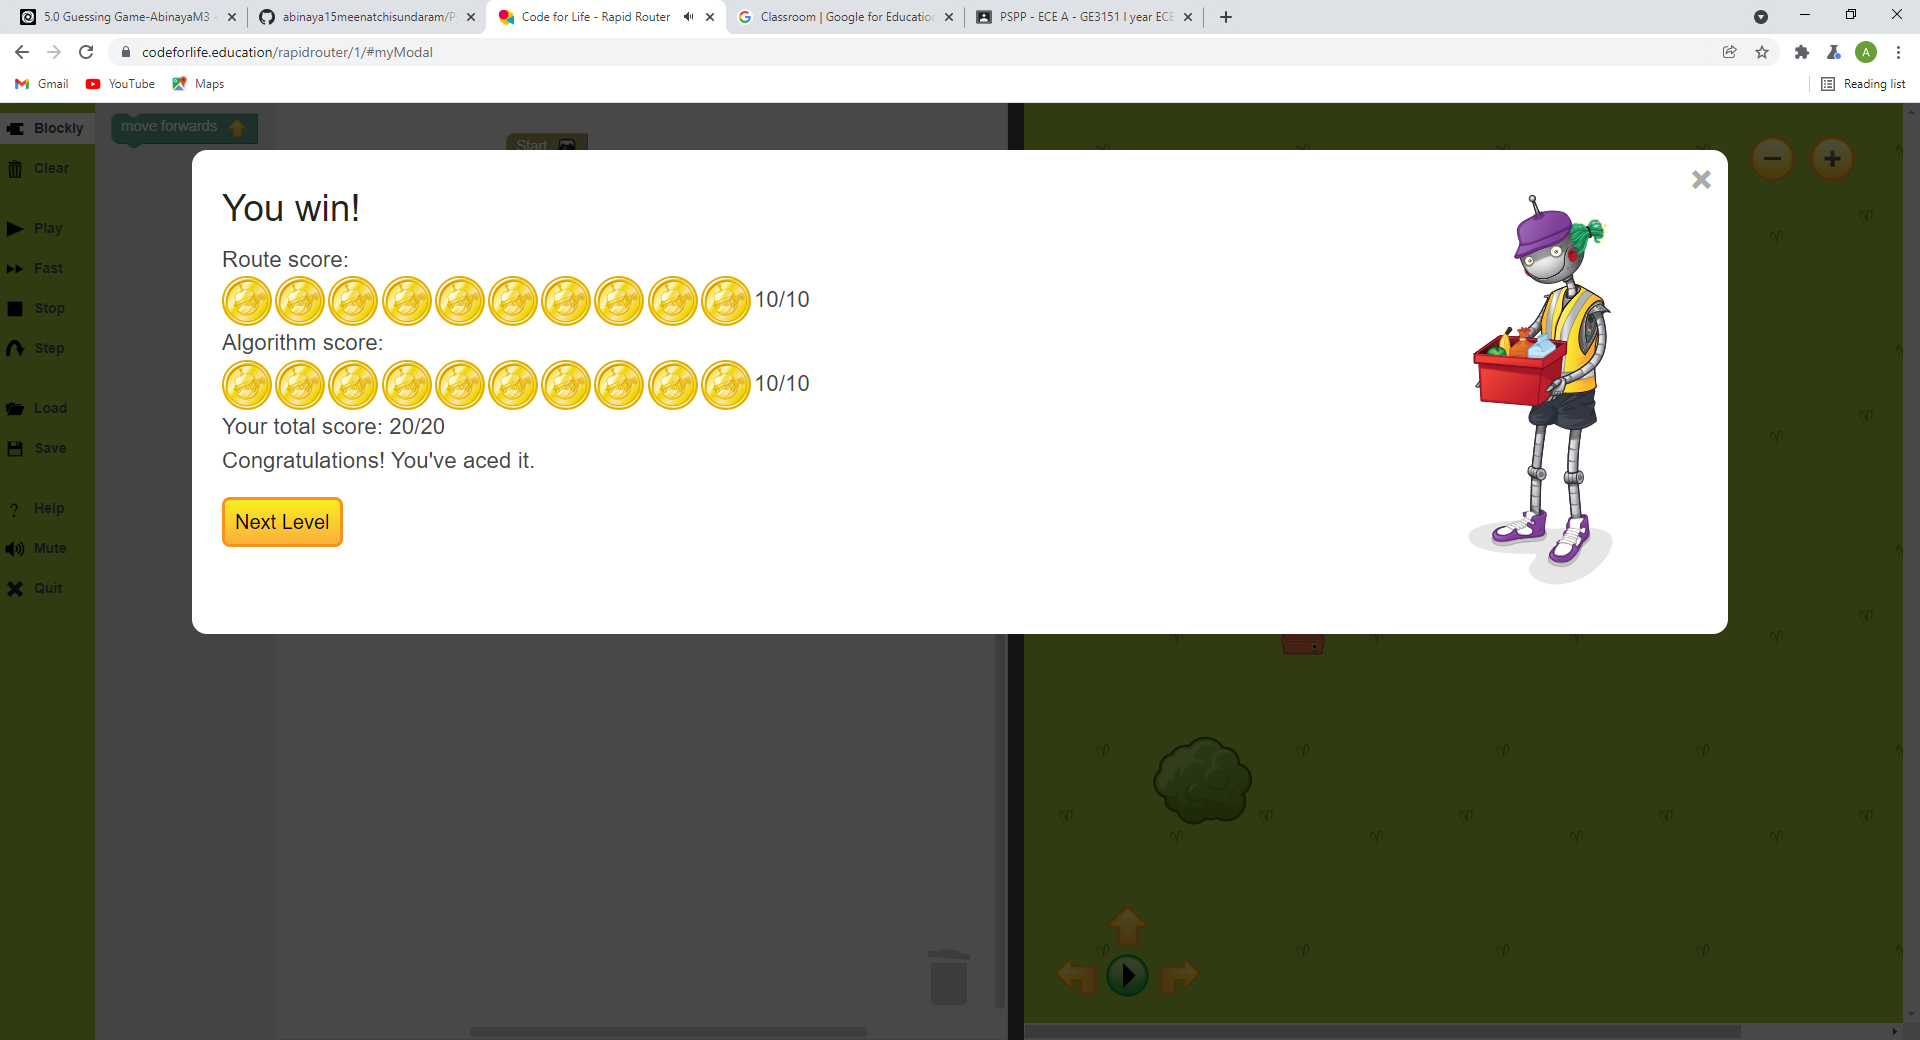 5.0 Guessing Game-AbinayaM3 -
abinaya15meenatchisundaram/P
Code for Life - Rapid Router
Classroom | Google for Education
PSPP - ECE A - GE3151 I year ECE
codeforlife.education/rapidrouter/1/#myModal
A
Gmail
YouTube
Maps
Reading list
Blockly
Clear
Play
Fast
Stop
Step
Load
Save
Help
Mute
Quit
move forwards
Start
You win!
Route score:
10/10
Algorithm score:
10/10
Your total score: 20/20
Congratulations! You've aced it.
Next Level